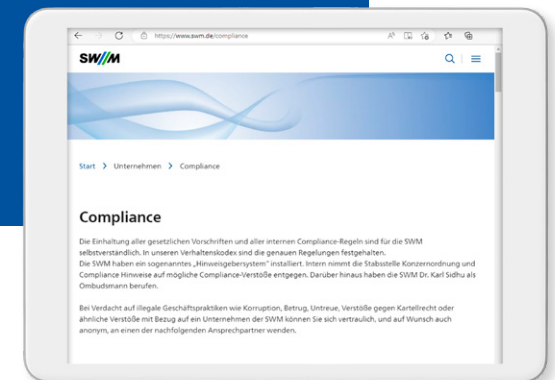 https://www.swm.de/compliance
SW//M
Start > Unternehmen > Compliance
Compliance
Die Einhaltung aller gesetzlichen Vorschriften und aller internen Compliance-Regeln sind für die SWM
selbstverständlich. In unseren Verhaltenskodex sind die genauen Regelungen festgehalten.
Die SWM haben ein sogenanntes „Hinweisgebersystem" installiert. Intern nimmt die Stabsstelle Konzernordnung und
Compliance Hinweise auf mögliche Compliance-Verstöße entgegen. Darüber hinaus haben die SWM Dr. Karl Sidhu als
Ombudsmann berufen.
Bei Verdacht auf illegale Geschäftspraktiken wie Korruption, Betrug, Untreue, Verstöße gegen Kartellrecht oder
ähnliche Verstöße mit Bezug auf ein Unternehmen der SWM können Sie sich vertraulich, und auf Wunsch auch
anonym, an einen der nachfolgenden Ansprechpartner wenden.